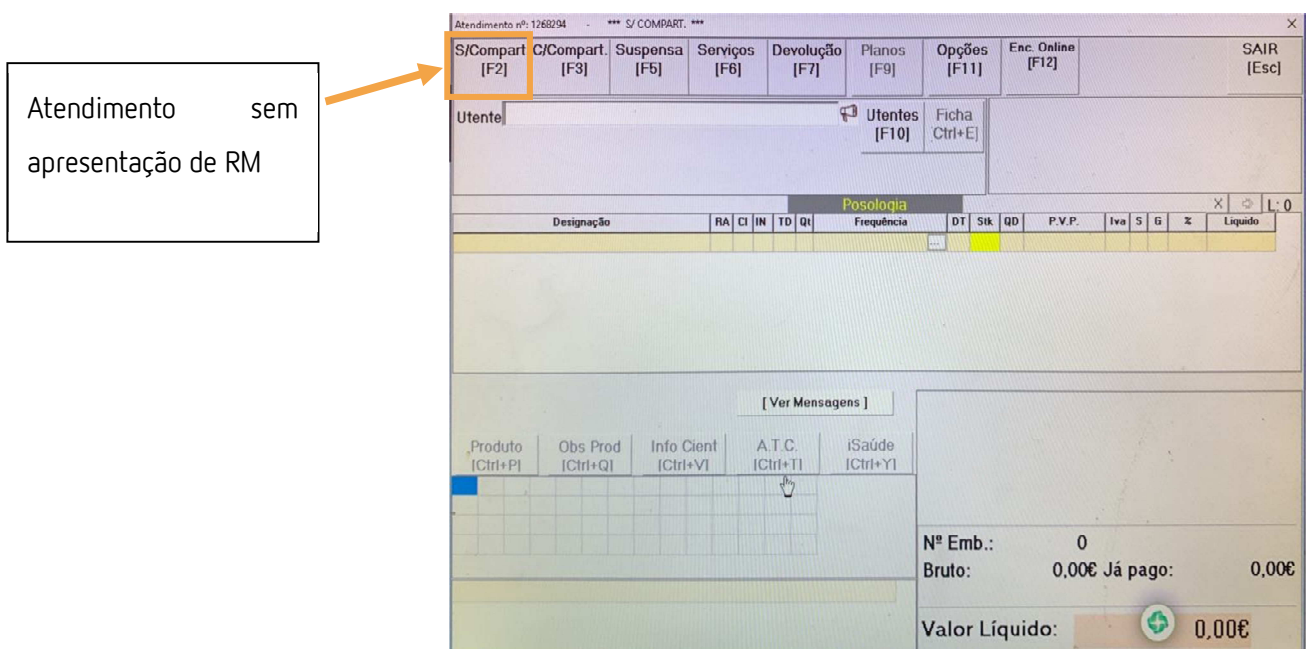 Atendimento sem
apresentação de RM
Atendimento nº: 1268294 - *** S/ COMPART. *** X
S/Compart C/Compart. Suspensa Serviços Devolução Planos Opções Enc. Online SAIR
[F2] [F3] [F5] [F6] [F7] [F9] [F11] [F12] [Esc]
Utente Utentes Ficha
[F10] Ctrl+E]
Posologia X L: 0
Designação RA CI IN TD Qt Frequência DT Stk QD P.V.P. Iva S G % Líquido
...
[ Ver Mensagens ]
Produto Obs Prod Info Cient A.T.C. iSaúde
[Ctrl+P] [Ctrl+Q] [Ctrl+V] [Ctrl+T] [Ctrl+Y]
Nº Emb.: 0
Bruto: 0,00€ Já pago: 0,00€
Valor Líquido: 0,00€